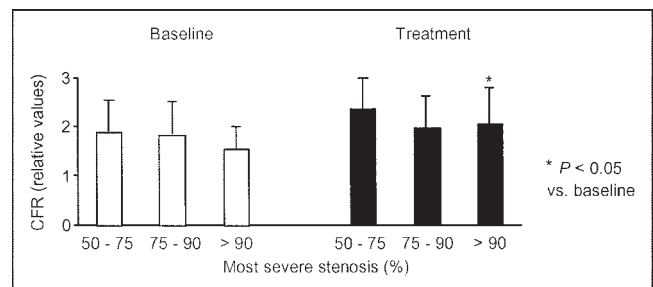 Baseline
Treatment
CFR (relative values)
3
2
1
0
50 - 75 75 - 90 > 90
50 - 75 75 - 90 > 90
*
Most severe stenosis (%)
* P < 0.05
vs. baseline